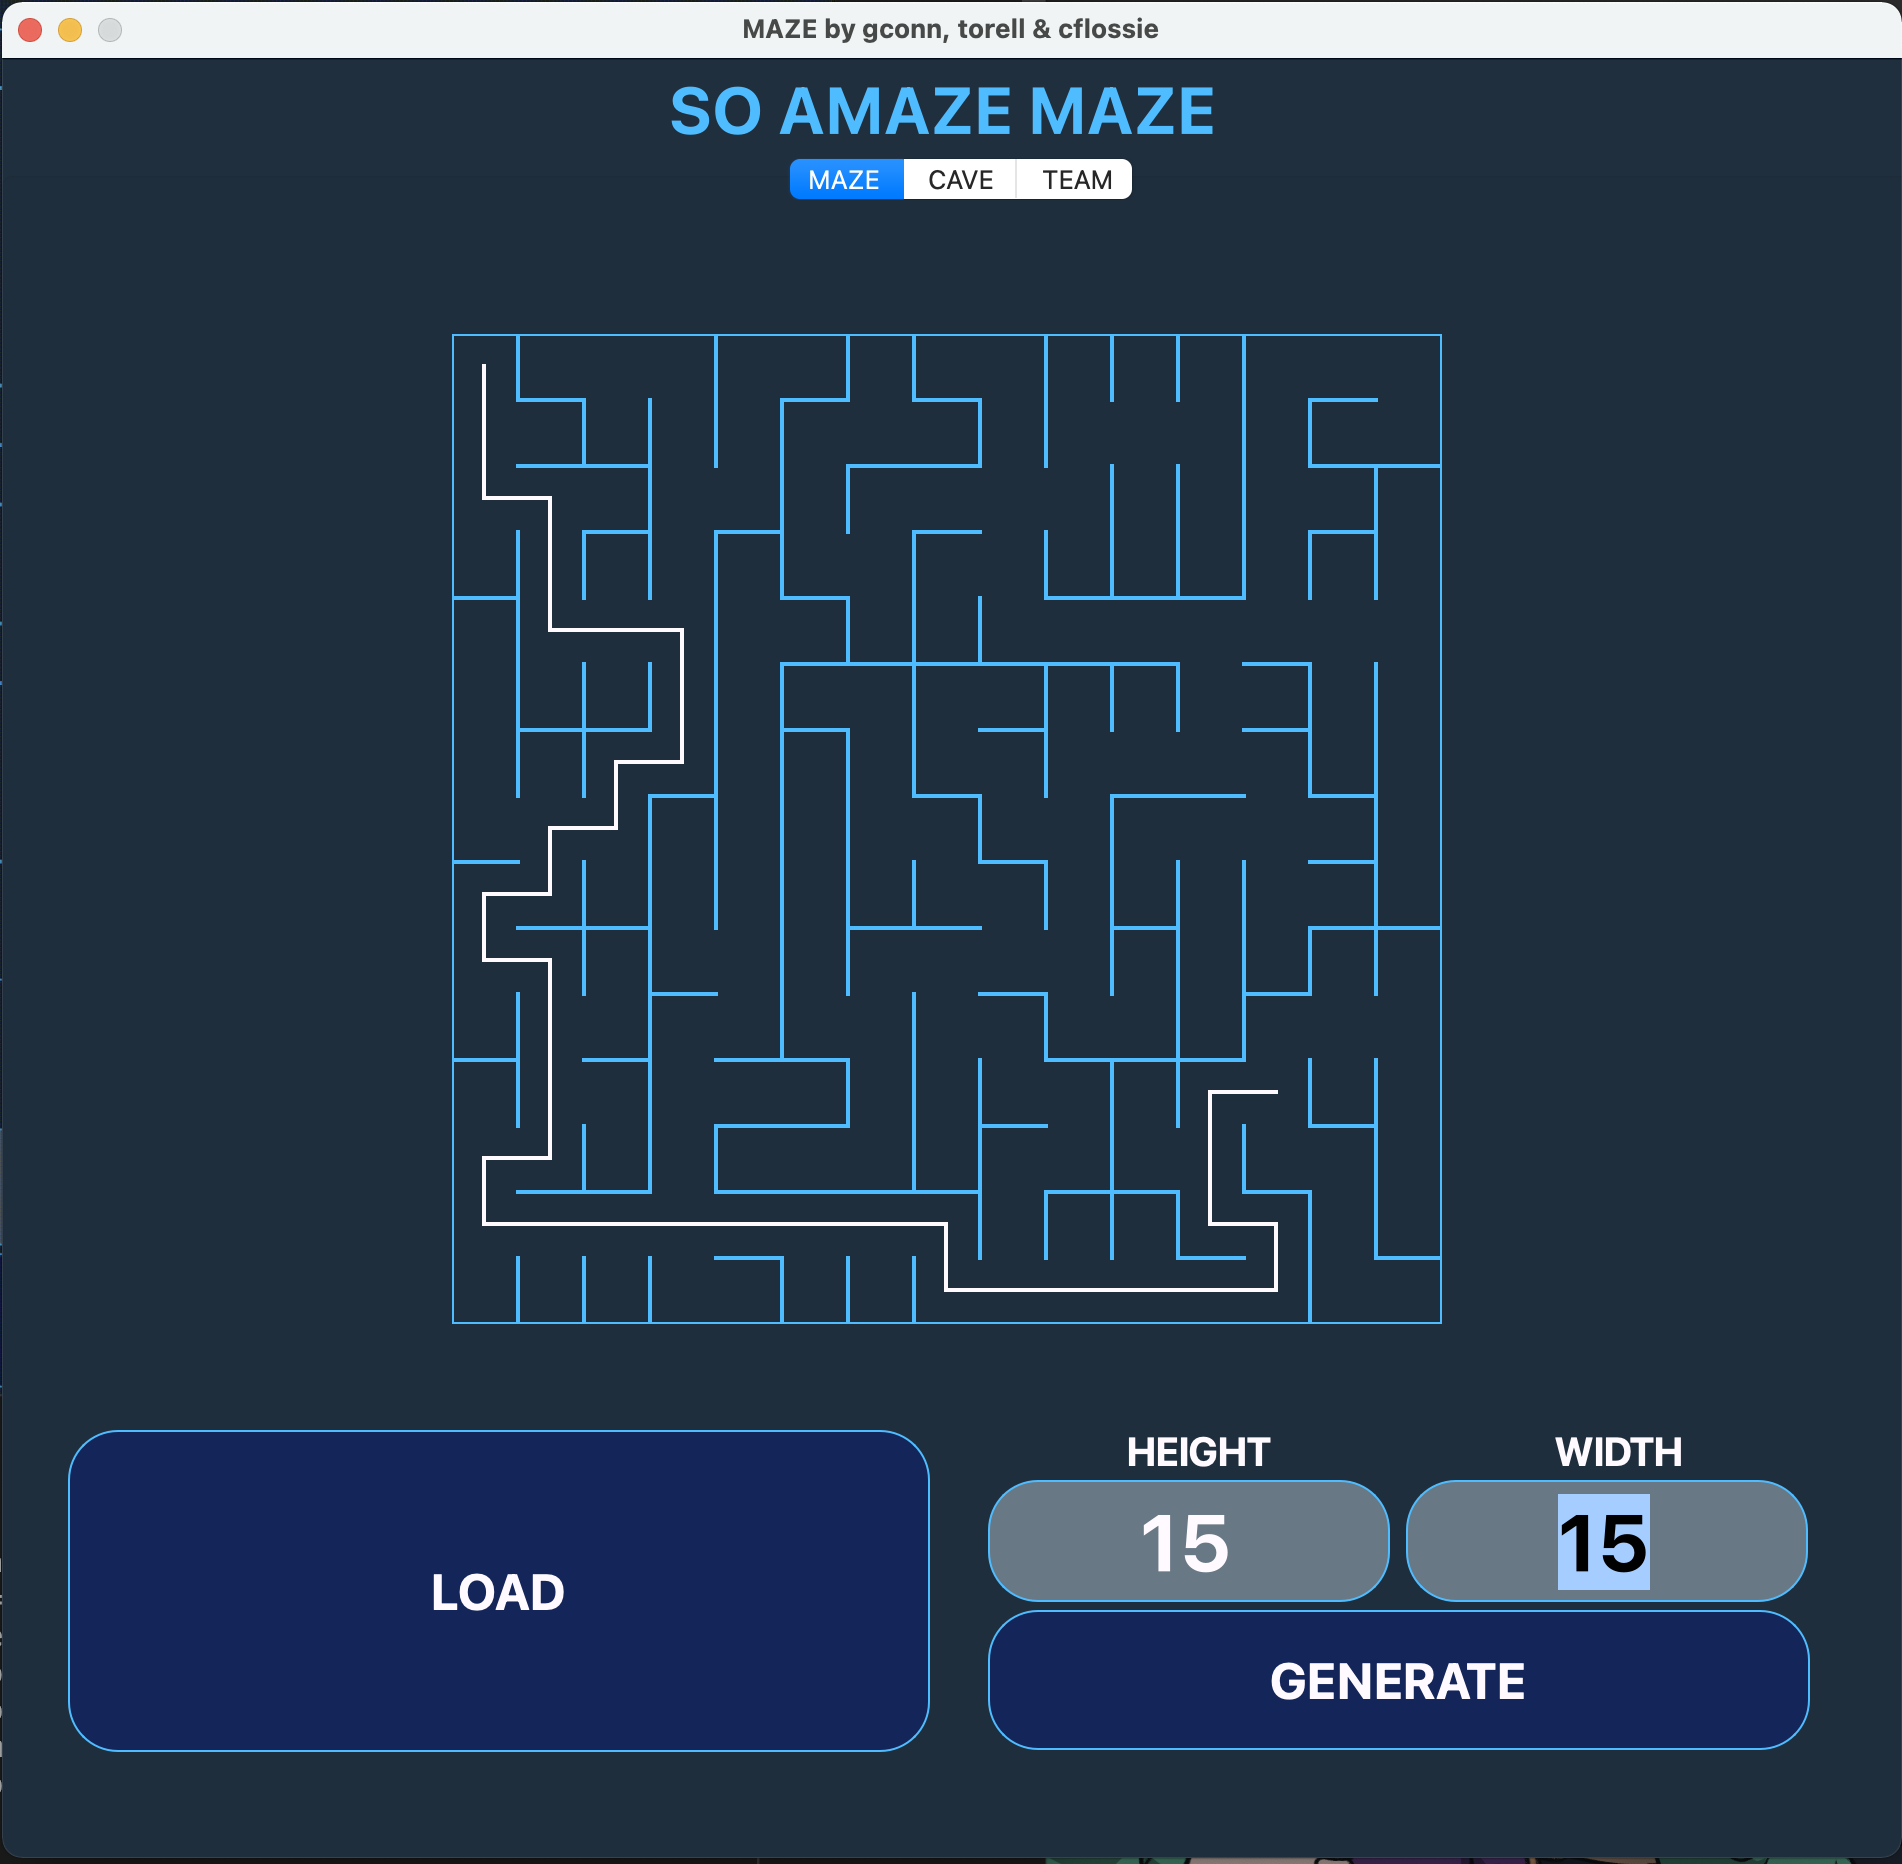 MAZE by gconn, torell & cflossie
SO AMAZE MAZE
MAZE CAVE TEAM
HEIGHT WIDTH
15 15
LOAD
GENERATE